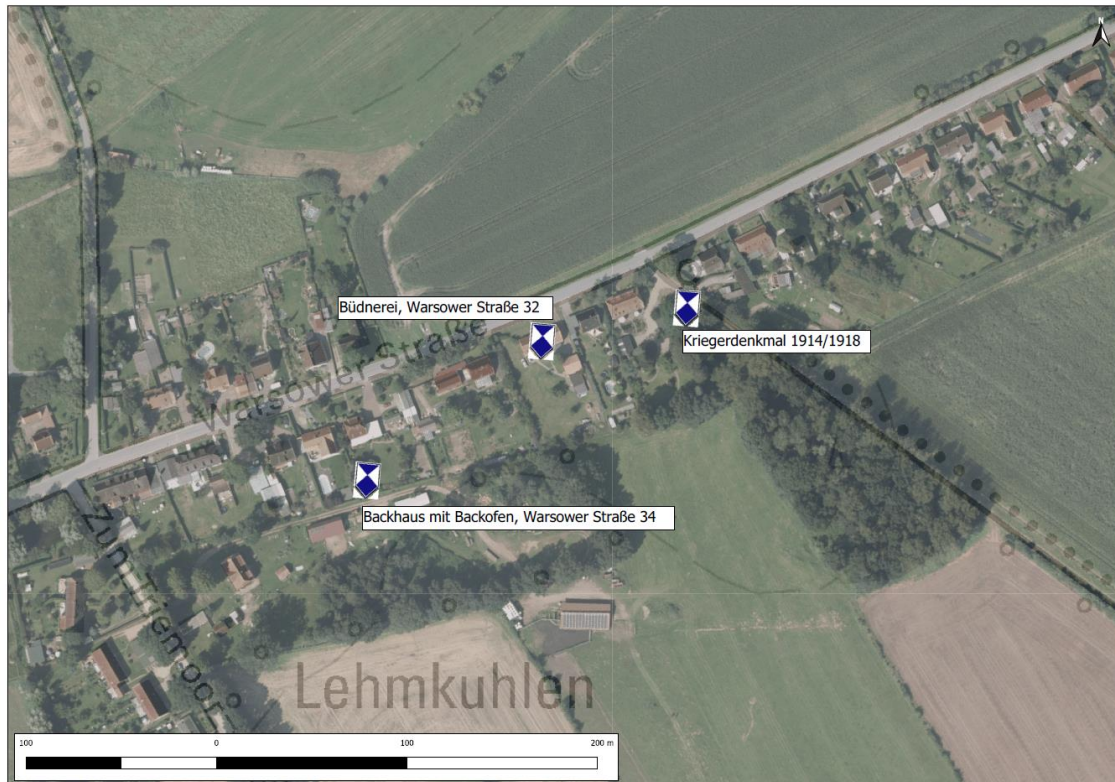 N
Büdnerei, Warsower Straße 32
Kriegerdenkmal 1914/1918
Warsower Straße
Backhaus mit Backofen, Warsower Straße 34
Zum Triemoor
Lehmkuhlen
100 0 100 200 m